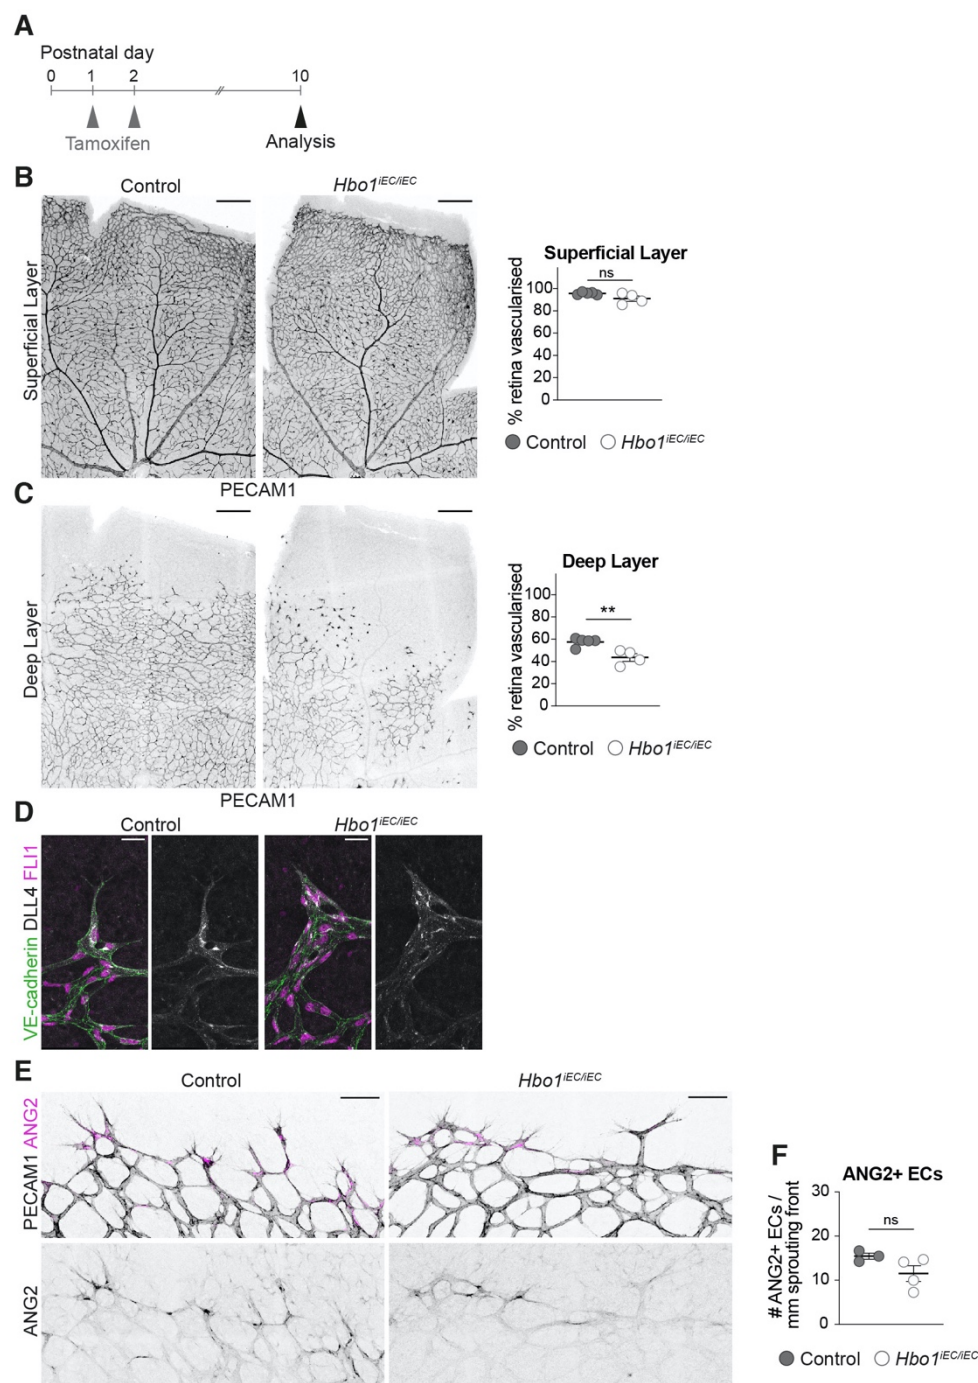 A
Postnatal day
0 1 2 10
Tamoxifen Analysis
B
Control Hbo1iEC/iEC
Superficial Layer
PECAM1
Superficial Layer
ns
% retina vascularised
100
80
60
40
20
0
Control Hbo1iEC/iEC
C
Deep Layer
PECAM1
Deep Layer
**
% retina vascularised
100
80
60
40
20
0
Control Hbo1iEC/iEC
D
Control Hbo1iEC/iEC
VE-cadherin DLL4 FLI1
E
Control Hbo1iEC/iEC
PECAM1 ANG2
ANG2
F
ANG2+ ECs
ns
# ANG2+ ECs /
mm sprouting front
30
20
10
0
Control Hbo1iEC/iEC